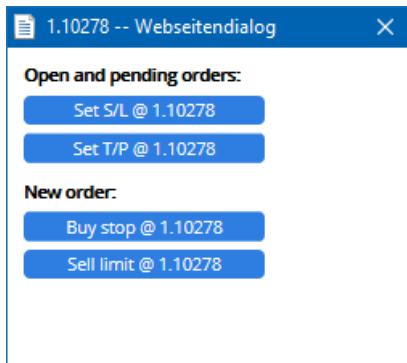 1.10278 -- Webseitendialog
Open and pending orders:
Set S/L @ 1.10278
Set T/P @ 1.10278
New order:
Buy stop @ 1.10278
Sell limit @ 1.10278